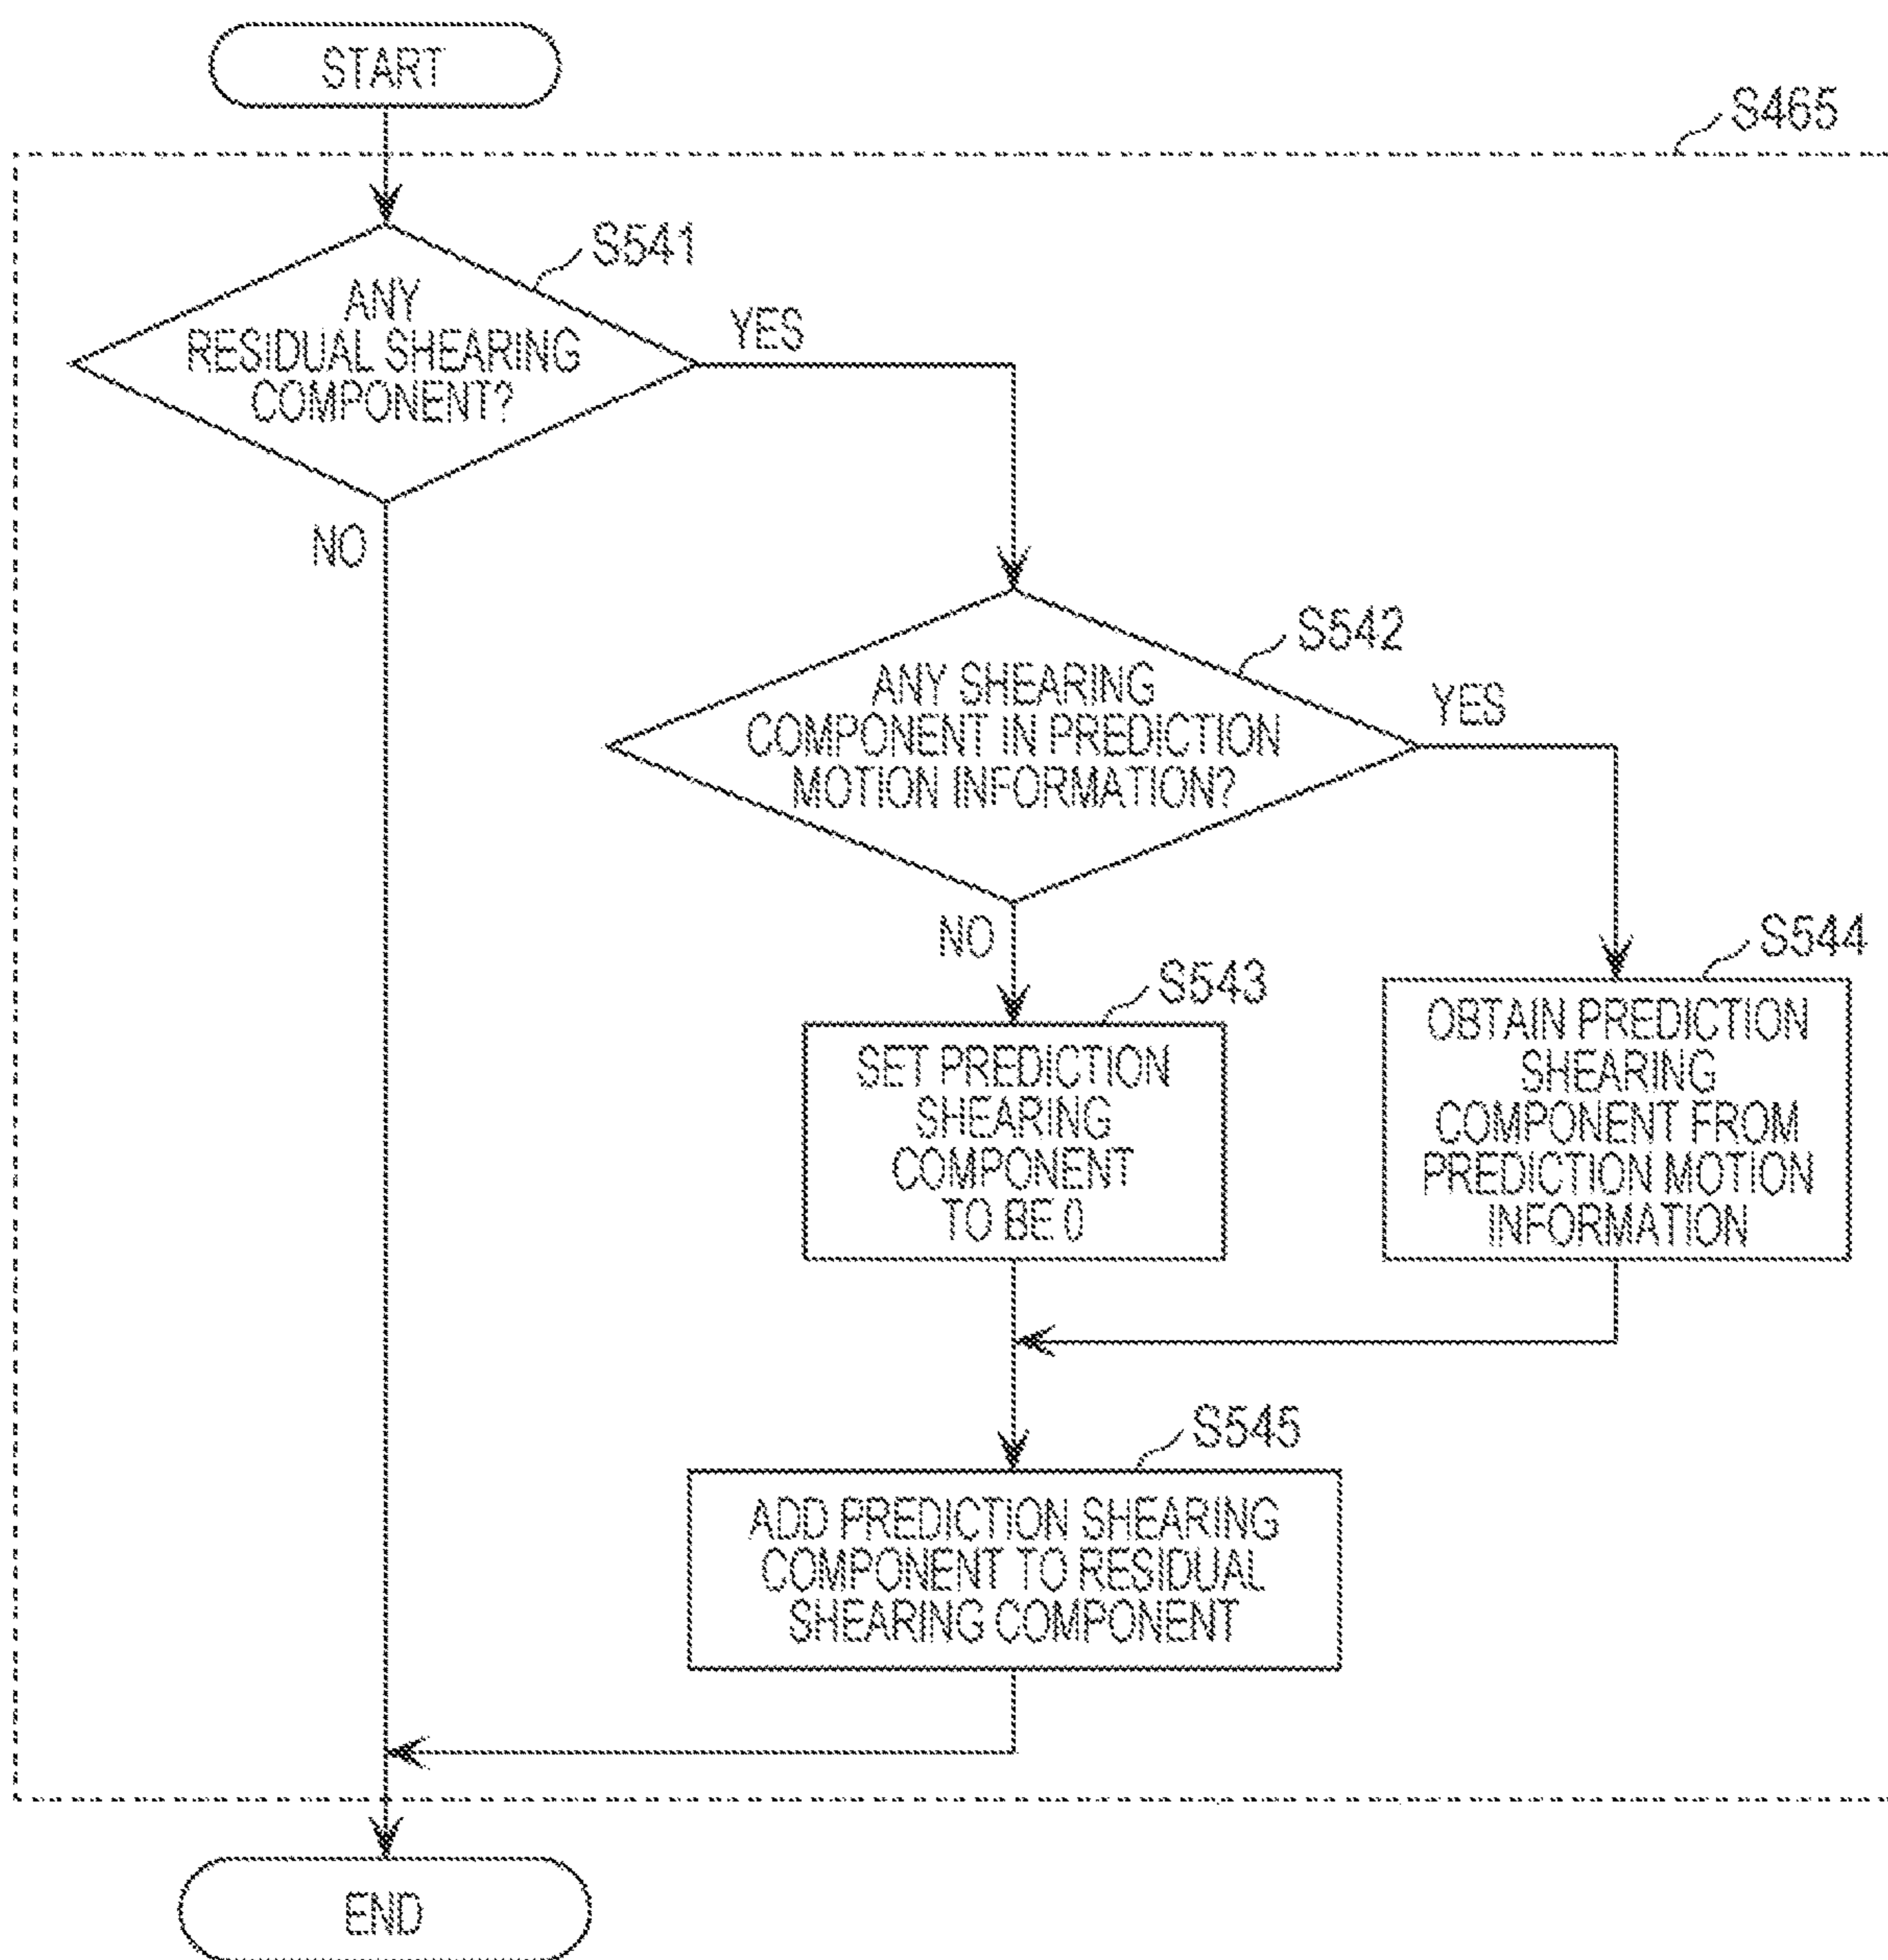 START
S465
S541
ANY
RESIDUAL SHEARING
COMPONENT?
YES
NO
S542
ANY SHEARING
COMPONENT IN PREDICTION
MOTION INFORMATION?
YES
NO
S543
SET PREDICTION
SHEARING
COMPONENT
TO BE 0
S544
OBTAIN PREDICTION
SHEARING
COMPONENT FROM
PREDICTION MOTION
INFORMATION
S545
ADD PREDICTION SHEARING
COMPONENT TO RESIDUAL
SHEARING COMPONENT
END